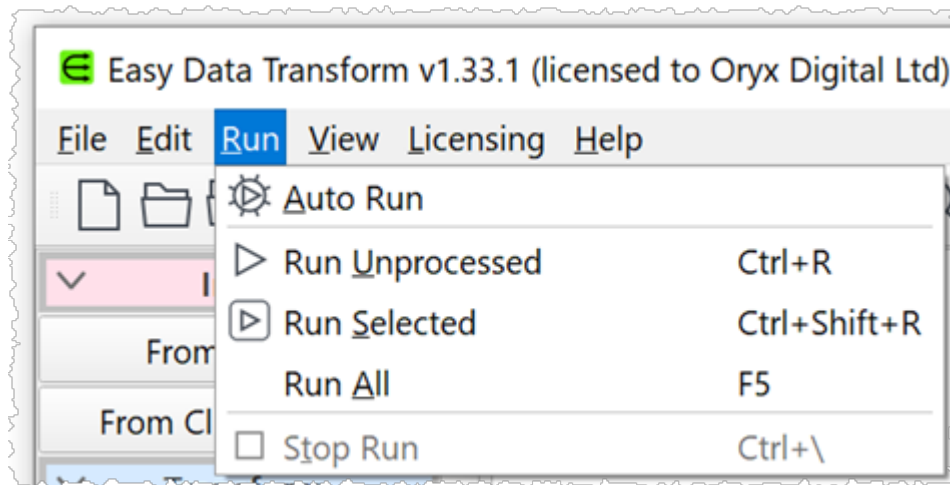 Easy Data Transform v1.33.1 (licensed to Oryx Digital Ltd)
File Edit Run View Licensing Help
Auto Run
Run Unprocessed Ctrl+R
Run Selected Ctrl+Shift+R
From
Run All F5
From Cl
Stop Run Ctrl+\